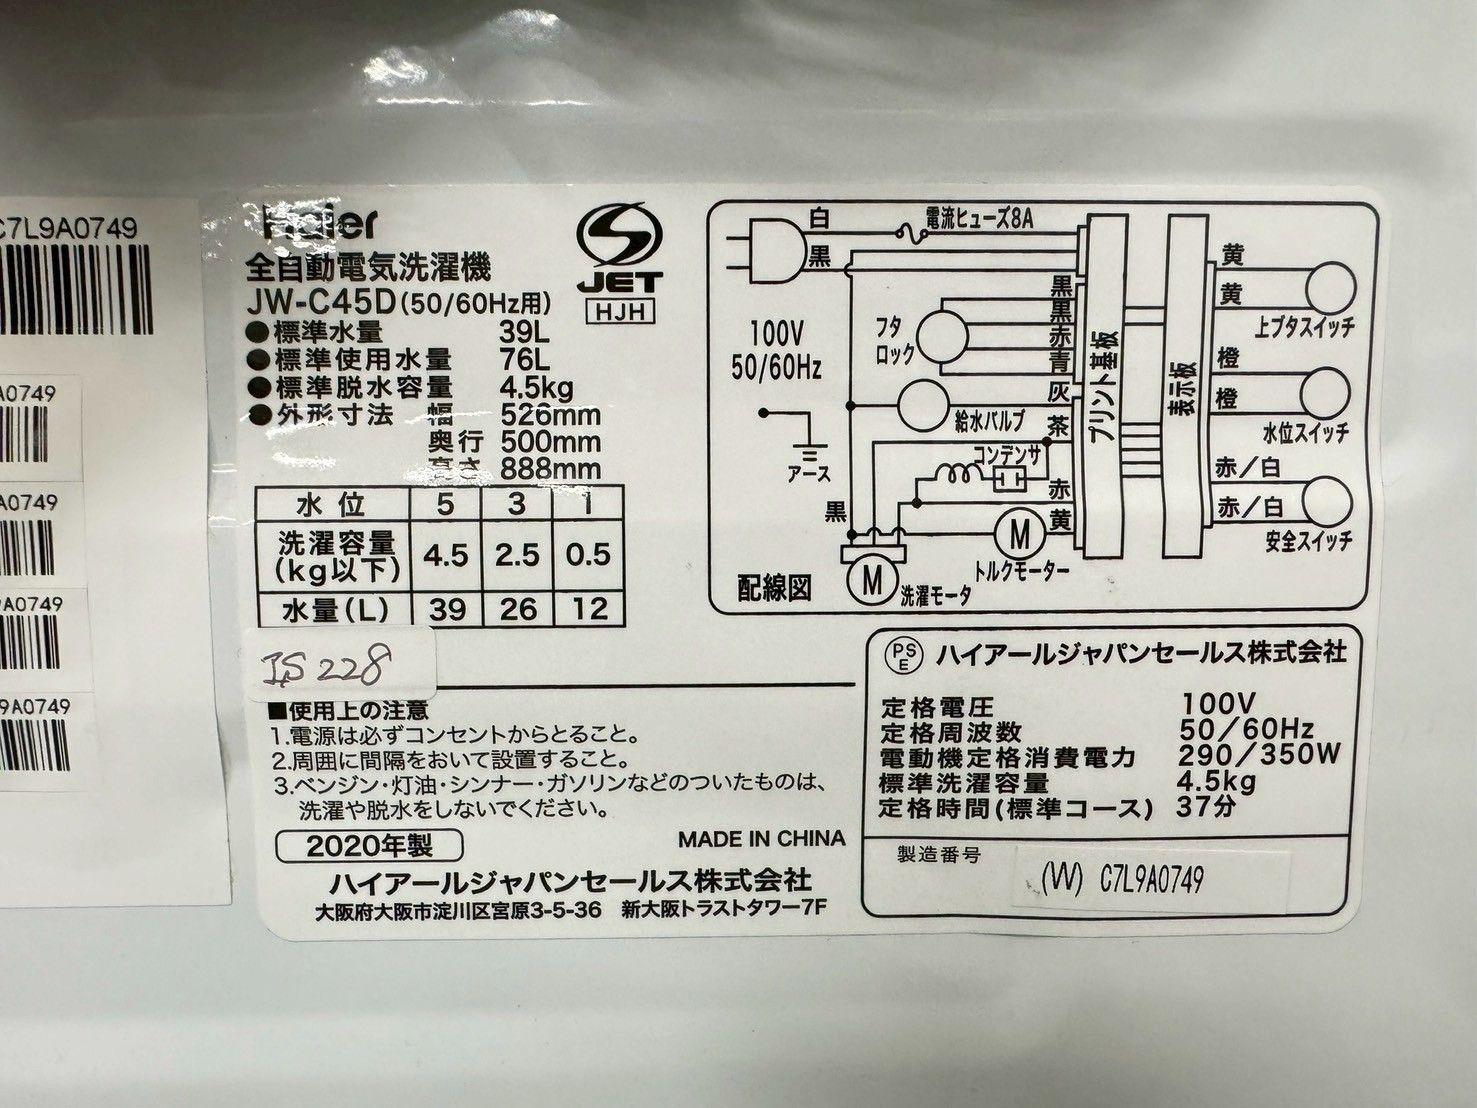 C7L9A0749
A0749
A0749
9A0749
9A0749
Haier
全自動電気洗濯機
JW-C45D(50/60Hz用)
●標準水量 39L
●標準使用水量 76L
●標準脱水容量 4.5kg
●外形寸法 幅 526mm
奥行 500mm
高さ 888mm
JET
HJH
水位 5 3 1
洗濯容量(kg以下) 4.5 2.5 0.5
水量(L) 39 26 12
IS 228
■使用上の注意
1.電源は必ずコンセントからとること。
2.周囲に間隔をおいて設置すること。
3.ベンジン・灯油・シンナー・ガソリンなどのついたものは、
洗濯や脱水をしないでください。
2020年製
MADE IN CHINA
ハイアールジャパンセールス株式会社
大阪府大阪市淀川区宮原3-5-36 新大阪トラストタワー7F
白
電流ヒューズ8A
黒
100V
50/60Hz
アース
フタ
ロック
黒
黒
赤
青
灰
給水バルブ
茶
コンデンサ
赤
黒
黄
M
トルクモーター
M
洗濯モータ
配線図
プリント基板
表示板
黄
黄
上ブタスイッチ
橙
橙
水位スイッチ
赤/白
赤/白
安全スイッチ
PSE ハイアールジャパンセールス株式会社
定格電圧 100V
定格周波数 50/60Hz
電動機定格消費電力 290/350W
標準洗濯容量 4.5kg
定格時間(標準コース) 37分
製造番号
(W) C7L9A0749